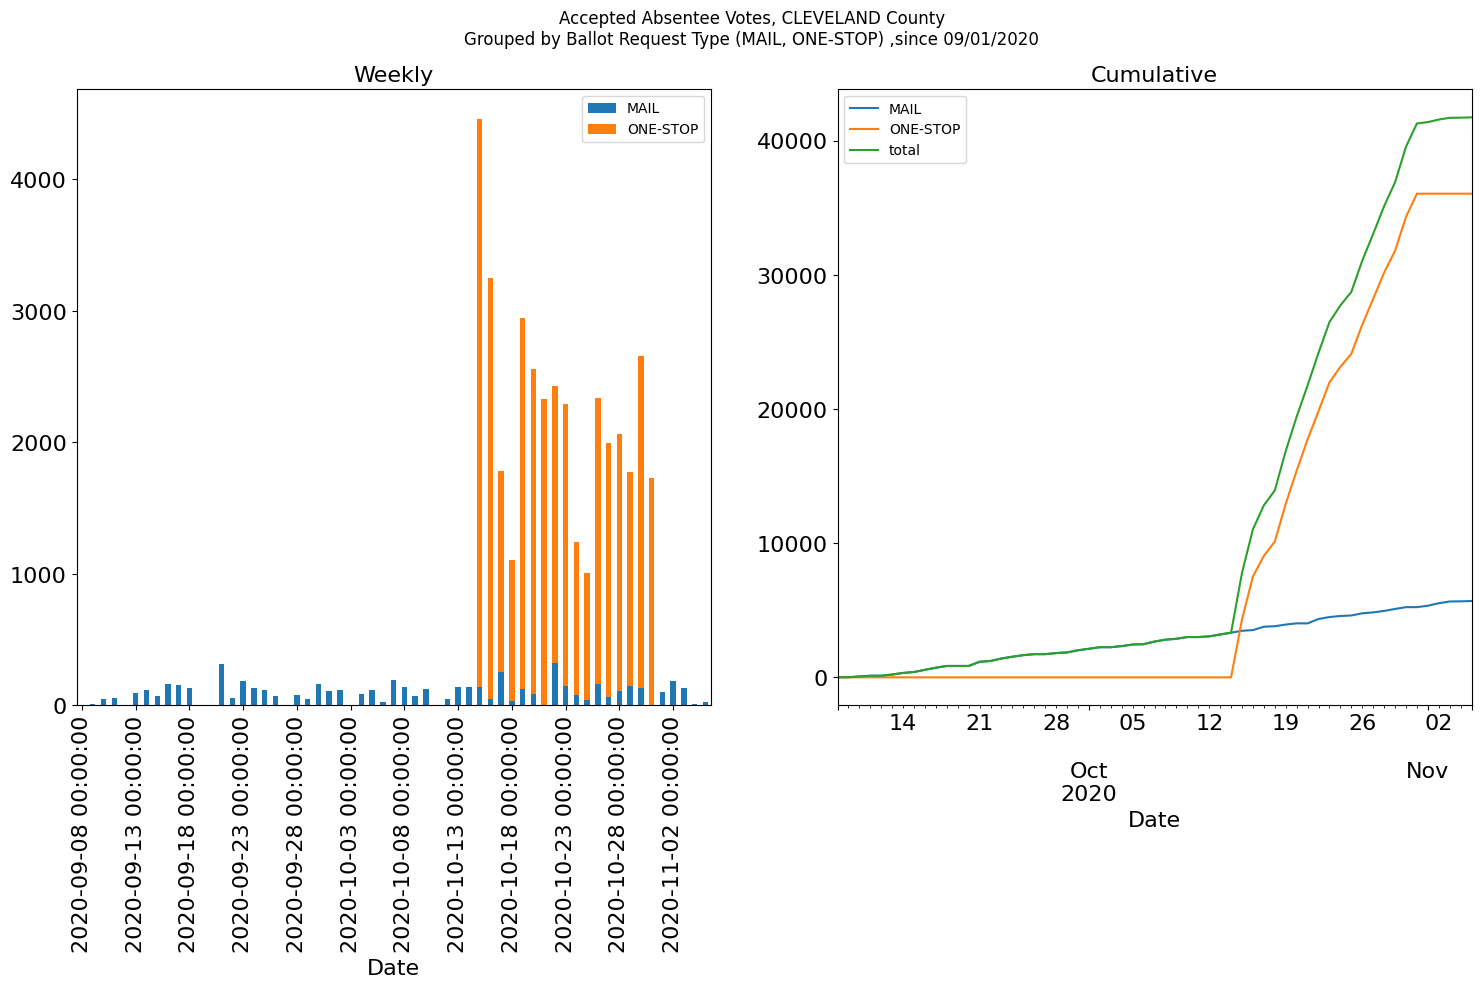 Accepted Absentee Votes, CLEVELAND County
Grouped by Ballot Request Type (MAIL, ONE-STOP) ,since 09/01/2020
Weekly
MAIL
ONE-STOP
4000
3000
2000
1000
0
2020-09-08 00:00:00
2020-09-13 00:00:00
2020-09-18 00:00:00
2020-09-23 00:00:00
2020-09-28 00:00:00
2020-10-03 00:00:00
2020-10-08 00:00:00
2020-10-13 00:00:00
2020-10-18 00:00:00
2020-10-23 00:00:00
2020-10-28 00:00:00
2020-11-02 00:00:00
Date
Cumulative
MAIL
ONE-STOP
total
40000
30000
20000
10000
0
14 21 28 05 12 19 26 02
Oct Nov
2020
Date